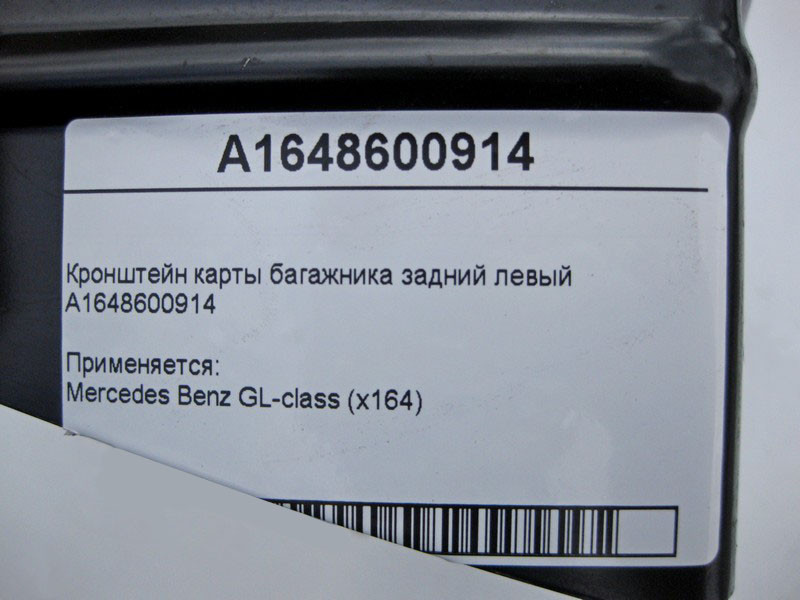 A1648600914
Кронштейн карты багажника задний левый
A1648600914
Применяется:
Mercedes Benz GL-class (x164)